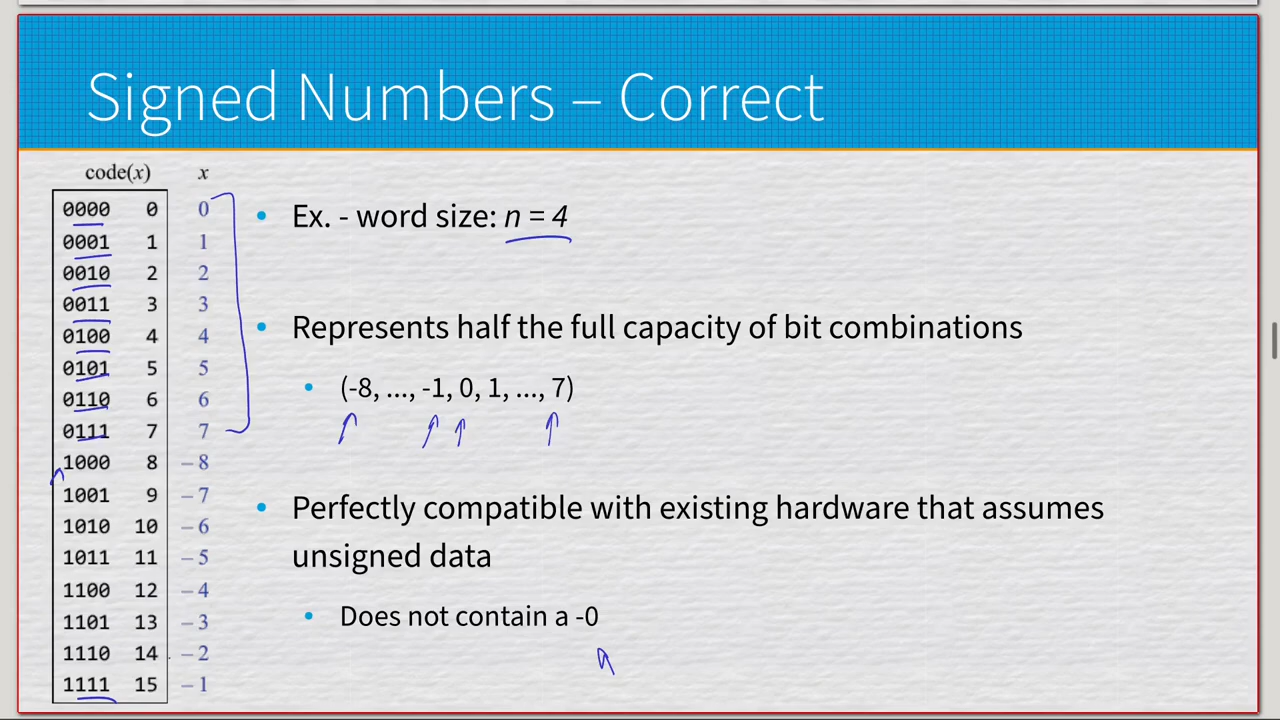 Signed Numbers – Correct
code(x) x
0000 0 0
0001 1 1
0010 2 2
0011 3 3
0100 4 4
0101 5 5
0110 6 6
0111 7 7
1000 8 –8
1001 9 –7
1010 10 –6
1011 11 –5
1100 12 –4
1101 13 –3
1110 14 –2
1111 15 –1
• Ex. - word size: n = 4
• Represents half the full capacity of bit combinations
• (-8, ..., -1, 0, 1, ..., 7)
• Perfectly compatible with existing hardware that assumes
unsigned data
• Does not contain a -0